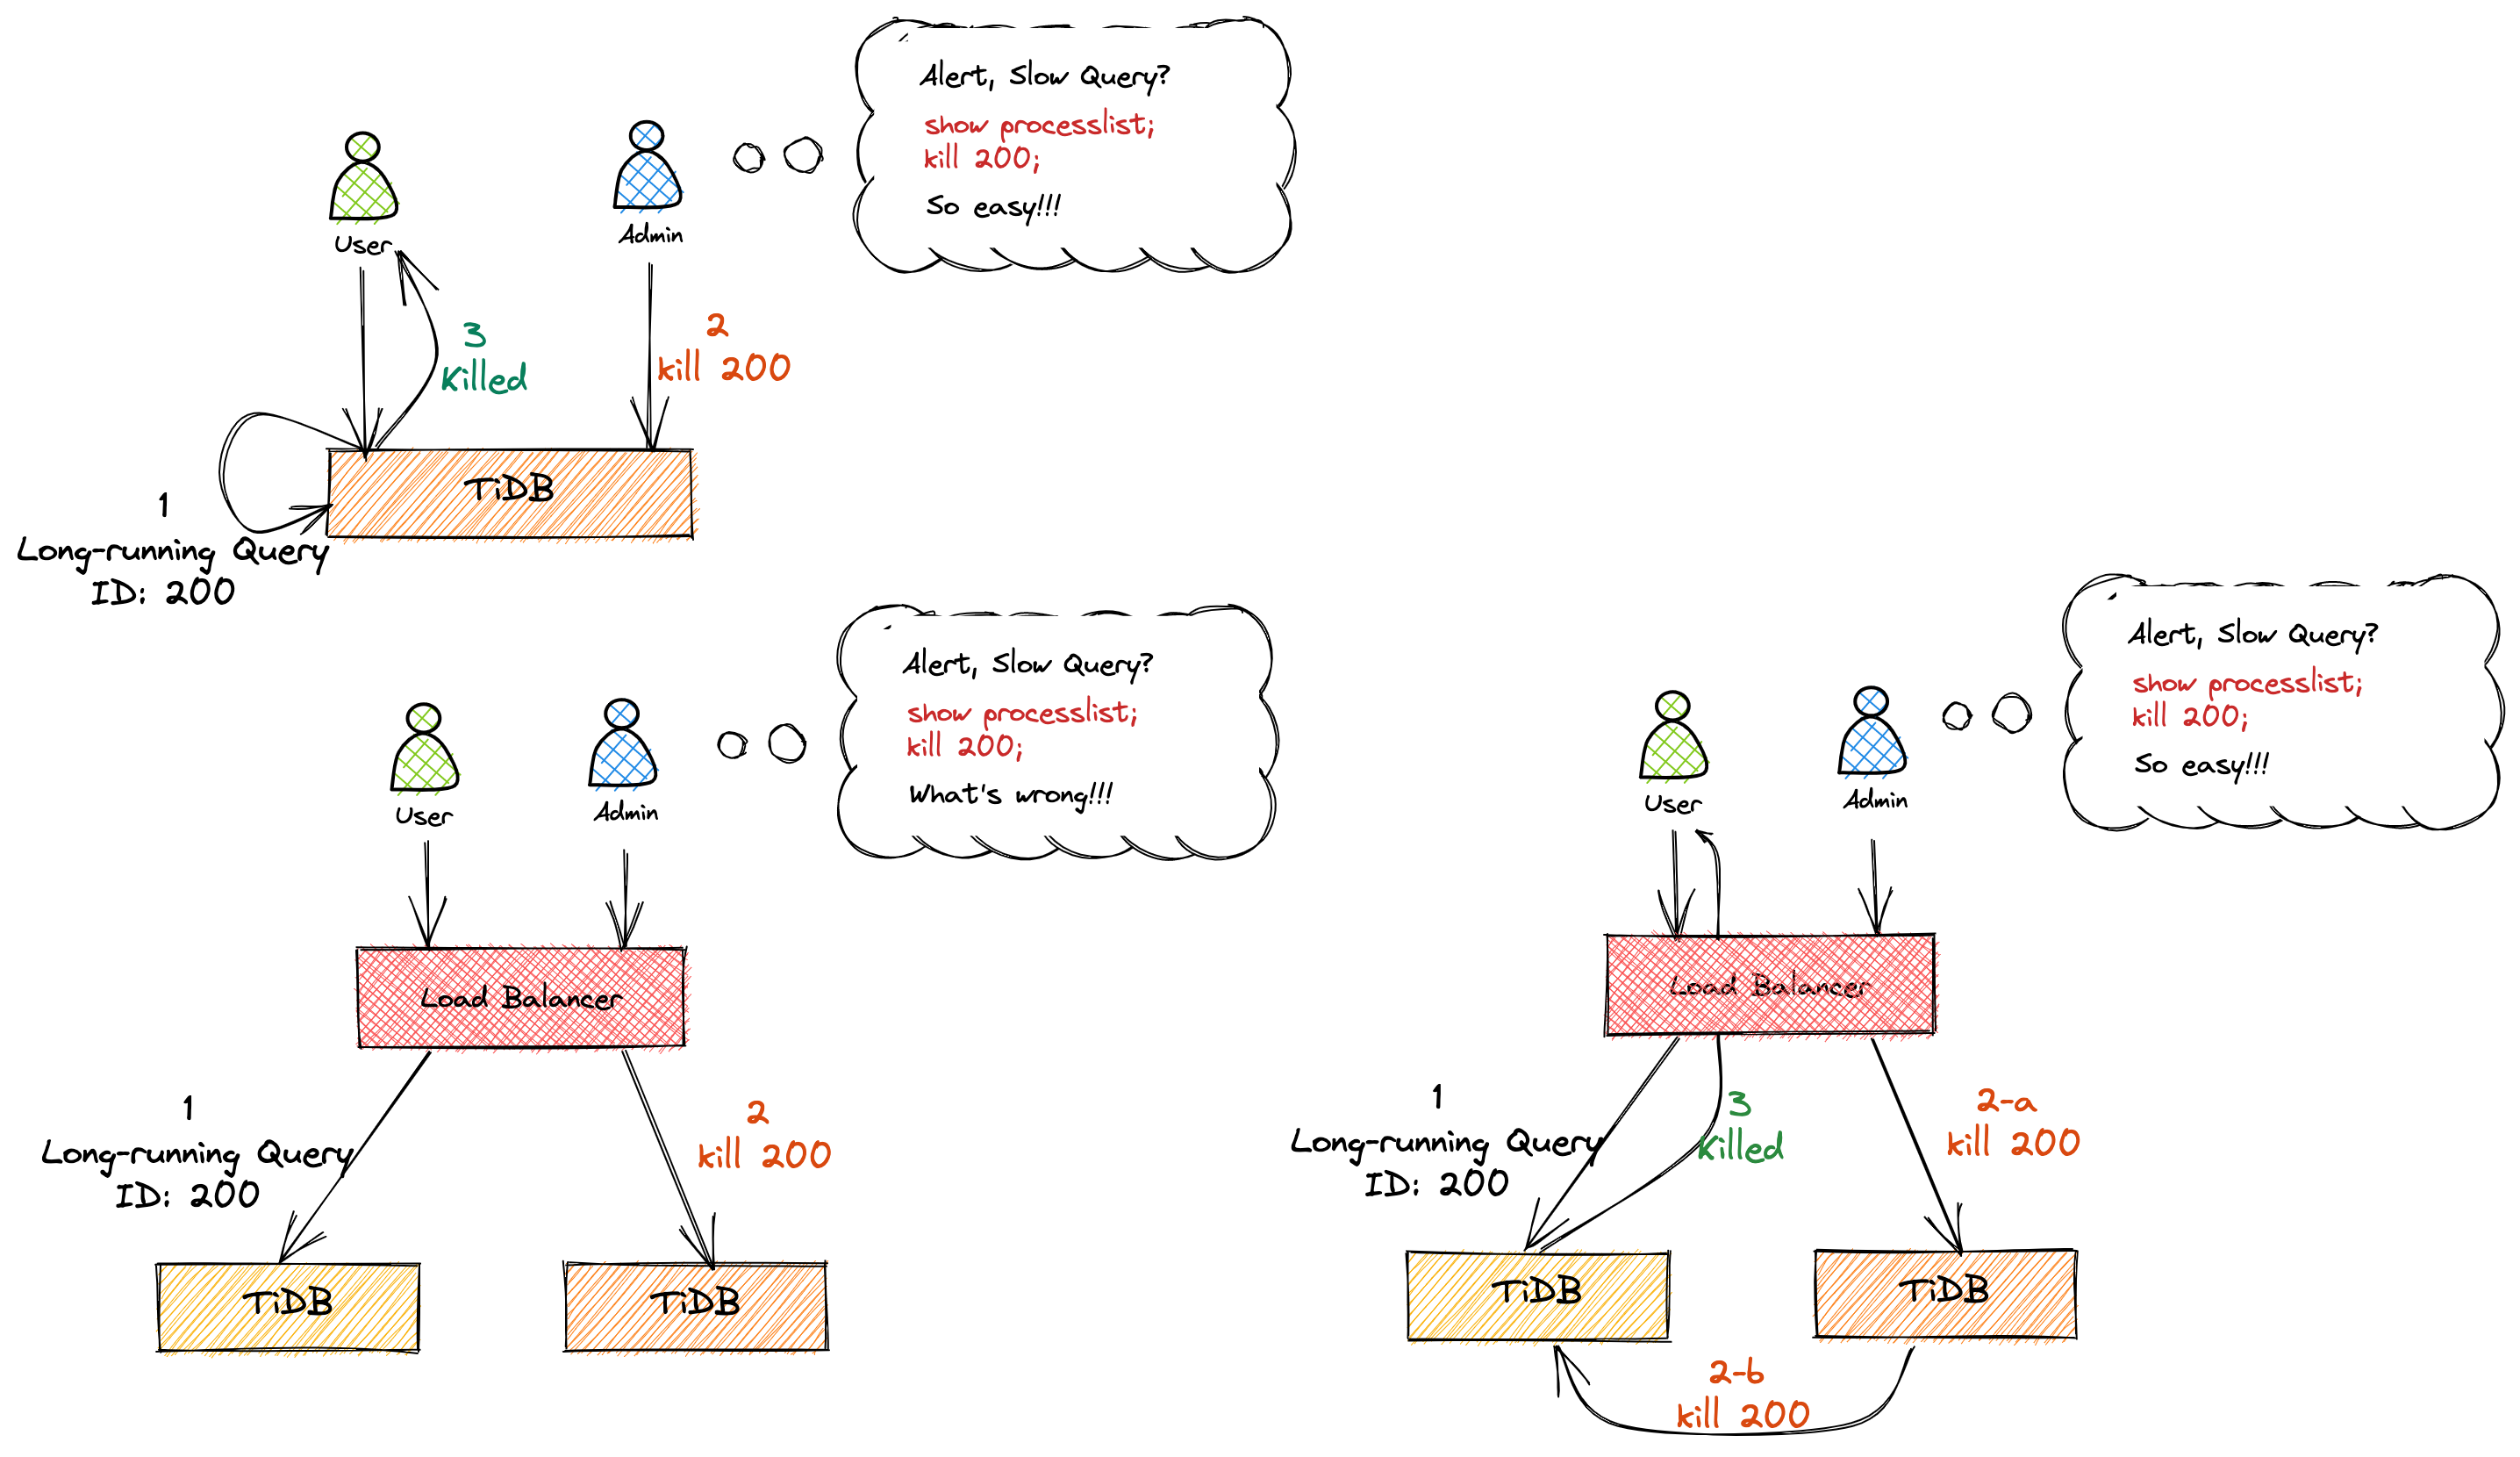 Alert, Slow Query?
show processlist;
kill 200;
So easy!!!
User
Admin
3
Killed
2
kill 200
TiDB
1
Long-running Query
ID: 200
Alert, Slow Query?
show processlist;
kill 200;
What's wrong!!!
User
Admin
Load Balancer
1
Long-running Query
ID: 200
2
kill 200
TiDB
TiDB
Alert, Slow Query?
show processlist;
kill 200;
So easy!!!
User
Admin
Load Balancer
1
Long-running Query
ID: 200
3
Killed
2-a
kill 200
TiDB
TiDB
2-b
kill 200